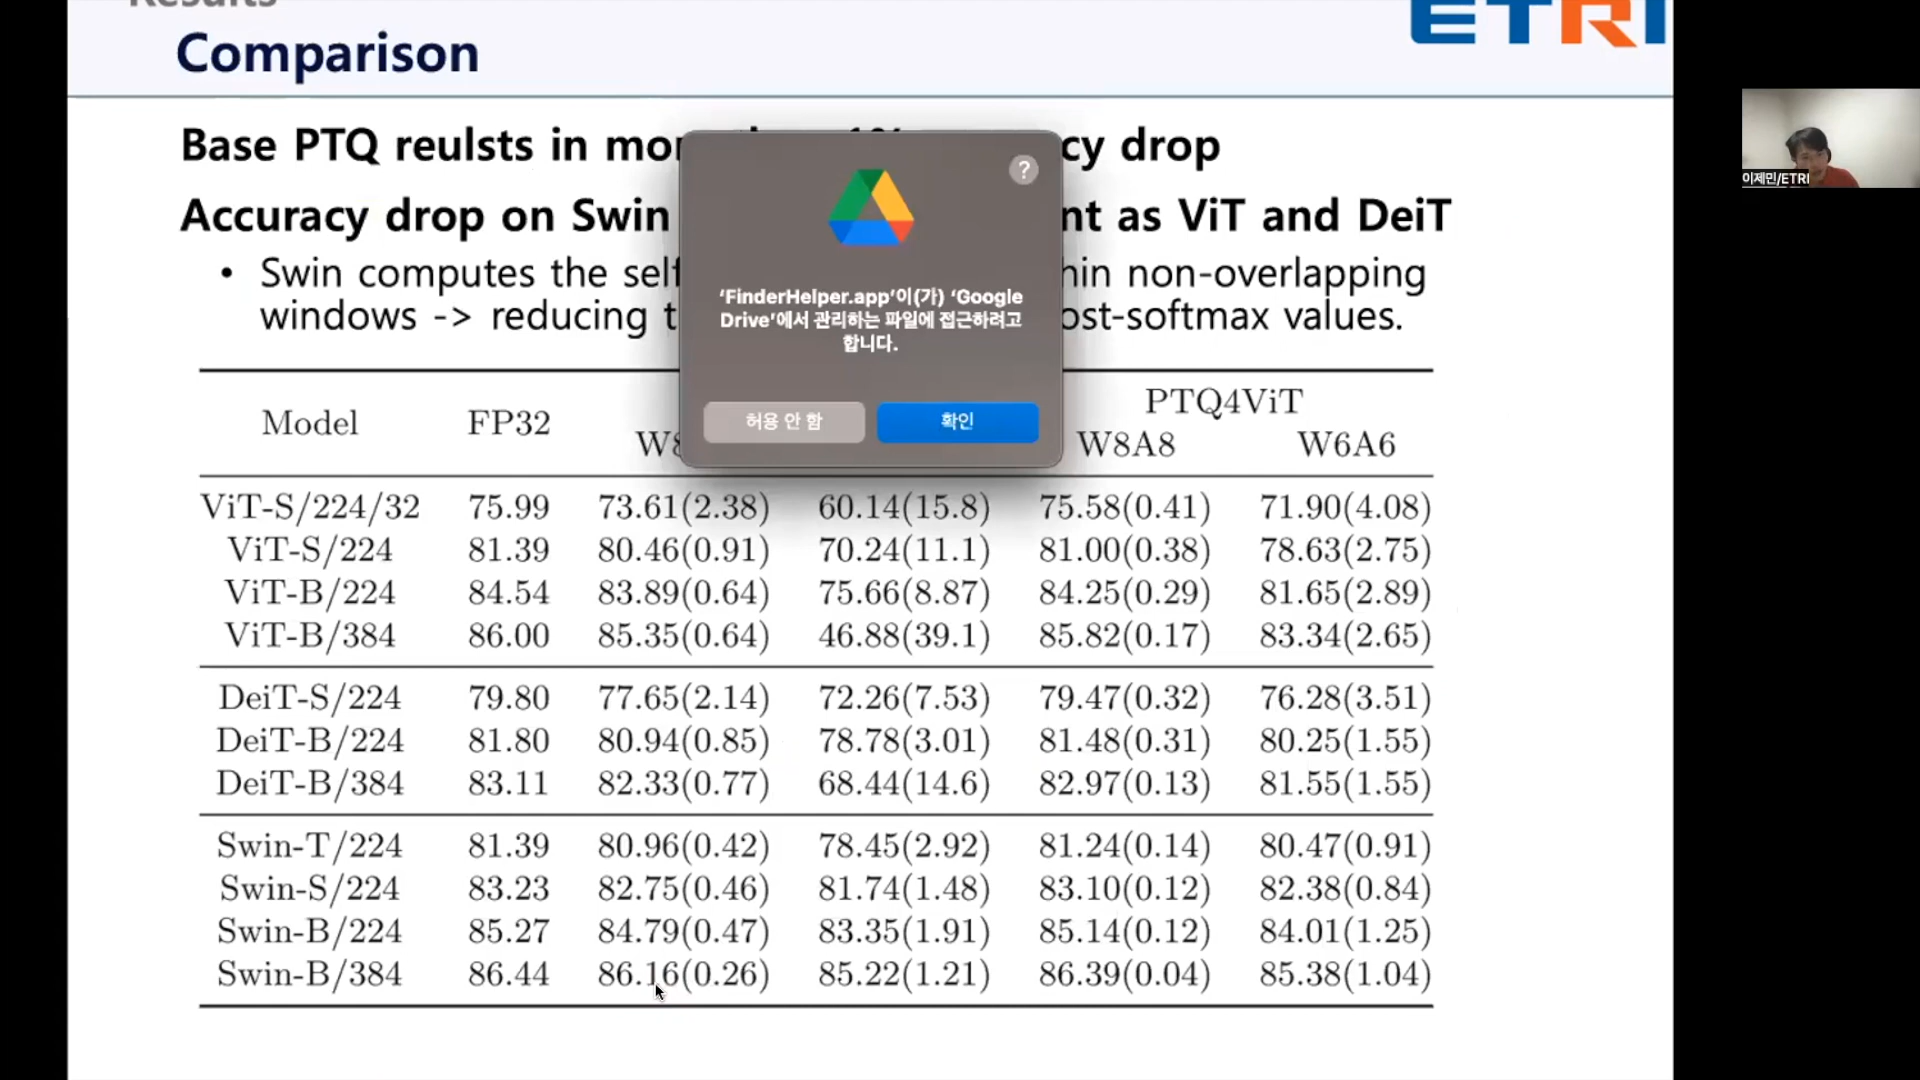 Results
ETRI
Comparison
Base PTQ reulsts in mor cy drop
Accuracy drop on Swin nt as ViT and DeiT
• Swin computes the self hin non-overlapping
windows -> reducing t ost-softmax values.
?
‘FinderHelper.app’이(가) ‘Google
Drive’에서 관리하는 파일에 접근하려고
합니다.
허용 안 함 확인
이제민/ETRI
PTQ4ViT
Model FP32 W8 W8A8 W6A6
ViT-S/224/32 75.99 73.61(2.38) 60.14(15.8) 75.58(0.41) 71.90(4.08)
ViT-S/224 81.39 80.46(0.91) 70.24(11.1) 81.00(0.38) 78.63(2.75)
ViT-B/224 84.54 83.89(0.64) 75.66(8.87) 84.25(0.29) 81.65(2.89)
ViT-B/384 86.00 85.35(0.64) 46.88(39.1) 85.82(0.17) 83.34(2.65)
DeiT-S/224 79.80 77.65(2.14) 72.26(7.53) 79.47(0.32) 76.28(3.51)
DeiT-B/224 81.80 80.94(0.85) 78.78(3.01) 81.48(0.31) 80.25(1.55)
DeiT-B/384 83.11 82.33(0.77) 68.44(14.6) 82.97(0.13) 81.55(1.55)
Swin-T/224 81.39 80.96(0.42) 78.45(2.92) 81.24(0.14) 80.47(0.91)
Swin-S/224 83.23 82.75(0.46) 81.74(1.48) 83.10(0.12) 82.38(0.84)
Swin-B/224 85.27 84.79(0.47) 83.35(1.91) 85.14(0.12) 84.01(1.25)
Swin-B/384 86.44 86.16(0.26) 85.22(1.21) 86.39(0.04) 85.38(1.04)